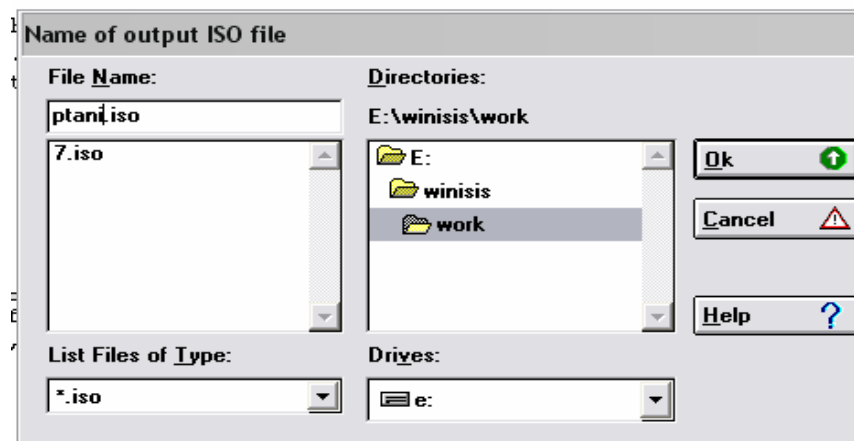 Name of output ISO file
File Name:
ptani.iso
7.iso
List Files of Type:
*.iso
Directories:
E:\winisis\work
E:
winisis
work
Drives:
e:
Ok
Cancel
Help